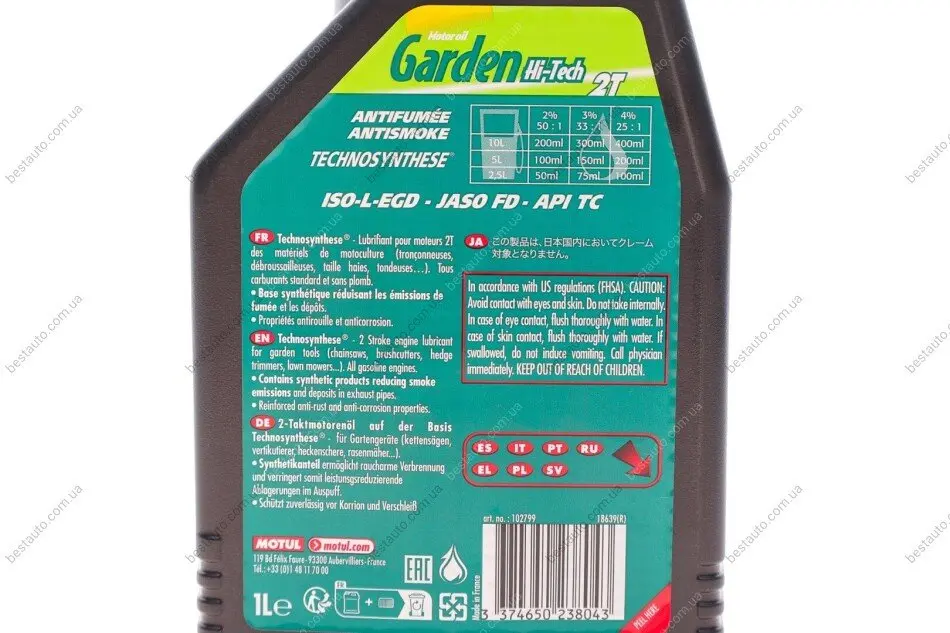 Motor oil
Garden Hi-Tech
2T
ANTIFUMÉE
ANTISMOKE
TECHNOSYNTHESE®
2% 3% 4%
50 : 1 33 : 1 25 : 1
10L 200ml 300ml 400ml
5L 100ml 150ml 200ml
2,5L 50ml 75ml 100ml
ISO-L-EGD - JASO FD - API TC
FR Technosynthese® - Lubrifiant pour moteurs 2T
des matériels de motoculture (tronçonneuses,
débroussailleuses, taille haies, tondeuses...). Tous
carburants standard et sans plomb.
• Base synthétique réduisant les émissions de
fumée et les dépôts.
• Propriétés antirouille et anticorrosion.
EN Technosynthese® - 2 Stroke engine lubricant
for garden tools (chainsaws, brushcutters, hedge
trimmers, lawn mowers...). All gasoline engines.
• Contains synthetic products reducing smoke
emissions and deposits in exhaust pipes.
• Reinforced anti-rust and anti-corrosion properties.
DE 2-Taktmotorenöl auf der Basis
Technosynthese® - für Gartengeräte (kettensägen,
vertikutierer, heckenschere, rasenmäher...).
• Synthetikanteil ermöglicht raucharme Verbrennung
und verringert somit leistungsreduzierende
Ablagerungen im Auspuff.
• Schützt zuverlässig vor Korrion und Verschleiß
JA この製品は、日本国内においてクレーム
対象となりません。
In accordance with US regulations (FHSA). CAUTION:
Avoid contact with eyes and skin. Do not take internally.
In case of eye contact, flush thoroughly with water. In
case of skin contact, flush thoroughly with water. If
swallowed, do not induce vomiting. Call physician
immediately. KEEP OUT OF REACH OF CHILDREN.
ES IT PT RU
EL PL SV
art. no. : 102799 18639(R)
MOTUL motul.com
119 Bd Félix Faure - 93300 Aubervilliers - France
Tél.: +33 (0)1 48 11 70 00
1L e
FR
EAC
Made in France
3 374650 238043
PEEL HERE
bestauto.com.ua